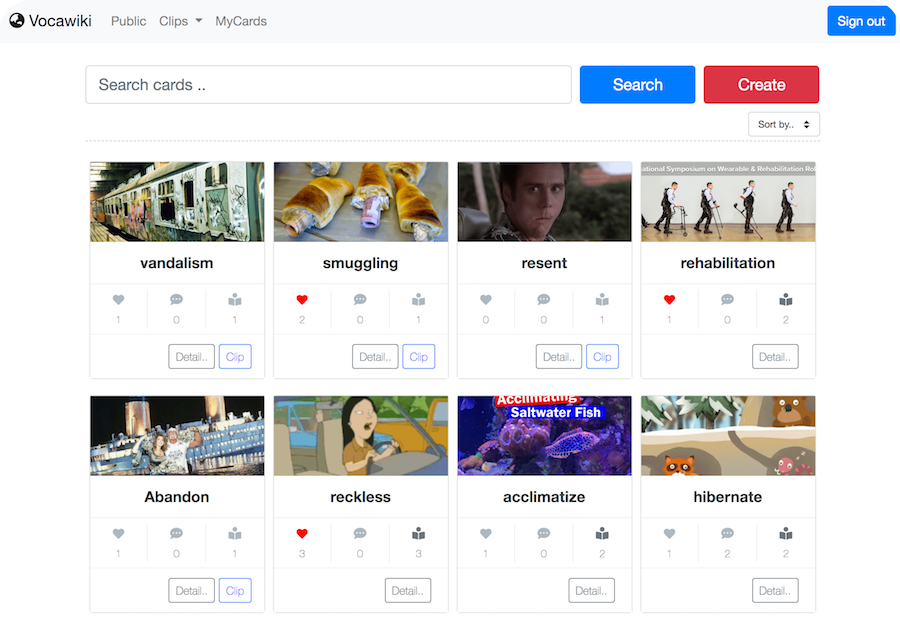 Vocawiki Public Clips MyCards Sign out
Search cards .. Search Create
Sort by..
ational Symposium on Wearable & Rehabilitation Ro
vandalism smuggling resent rehabilitation
1 0 1 2 0 1 0 0 1 1 0 2
Detail.. Clip Detail.. Clip Detail.. Clip Detail..
Acclimating
Saltwater Fish
Abandon reckless acclimatize hibernate
1 0 1 3 0 3 1 0 2 1 2 2
Detail.. Clip Detail.. Detail.. Detail..